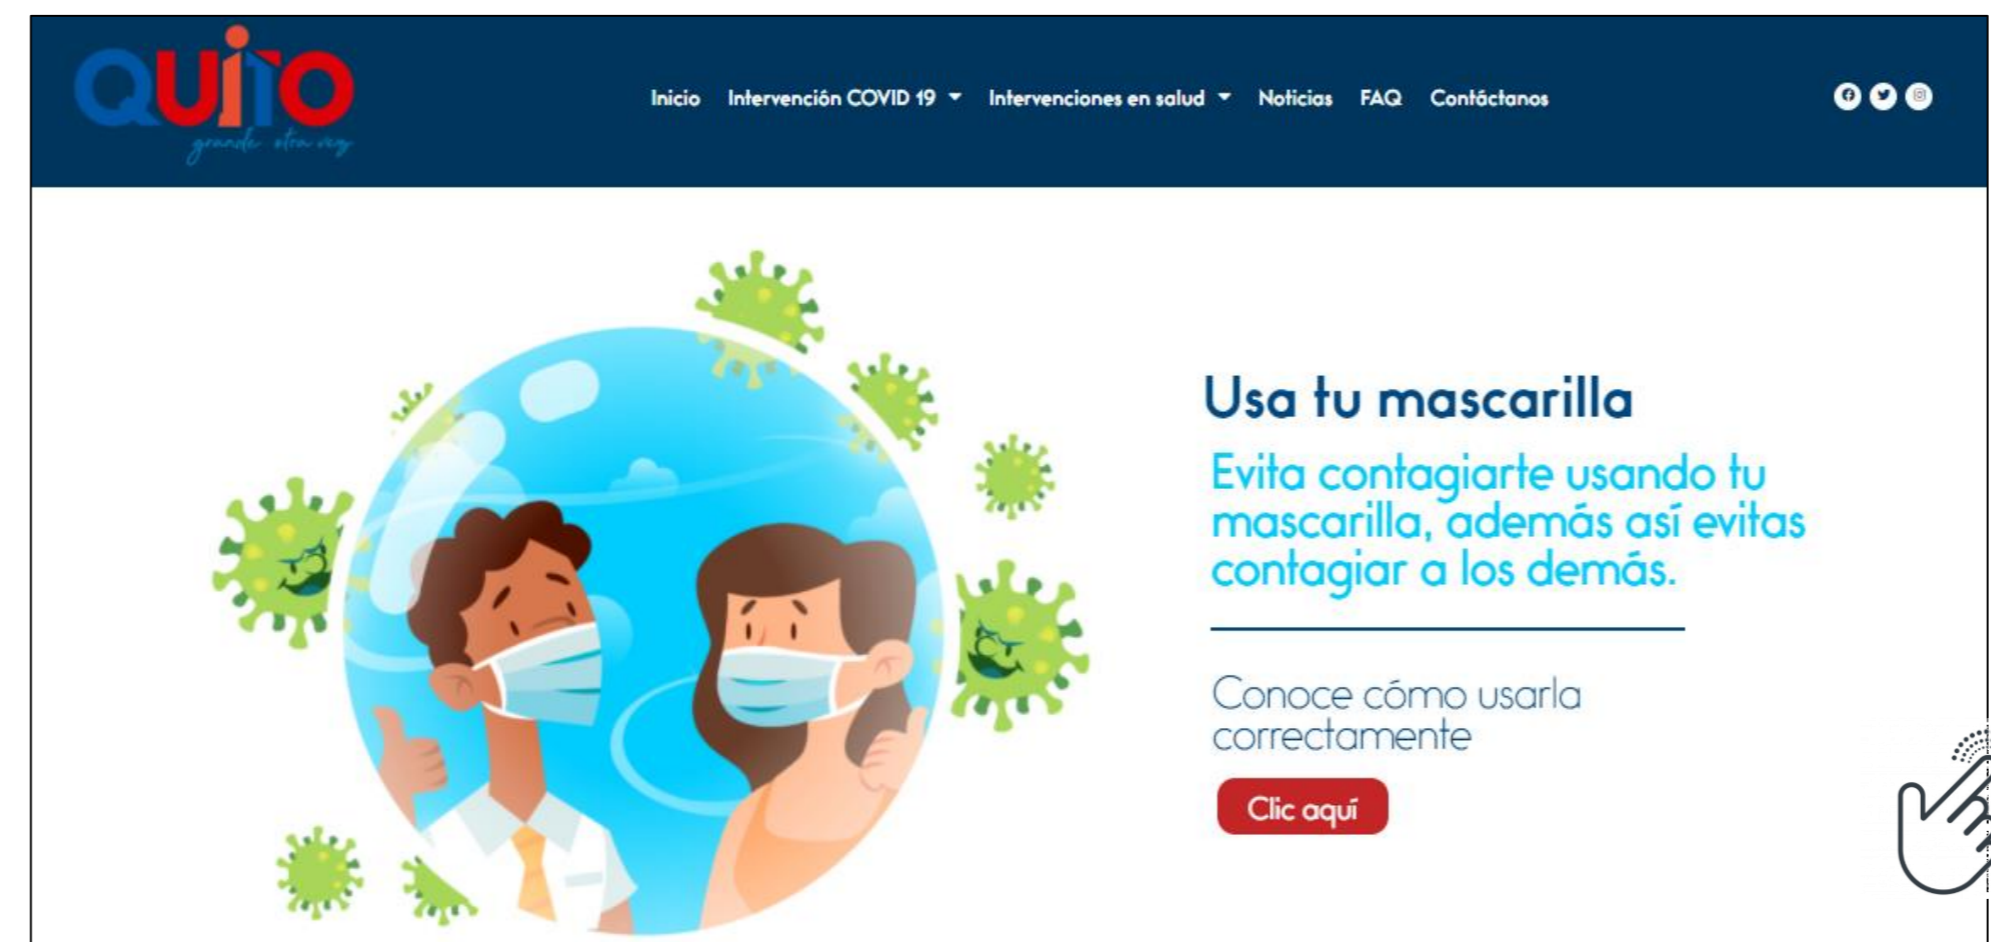 QUiTO
grande otra vez
Inicio Intervención COVID 19 Intervenciones en salud Noticias FAQ Contáctanos
Usa tu mascarilla
Evita contagiarte usando tu
mascarilla, además así evitas
contagiar a los demás.
Conoce cómo usarla
correctamente
Clic aquí